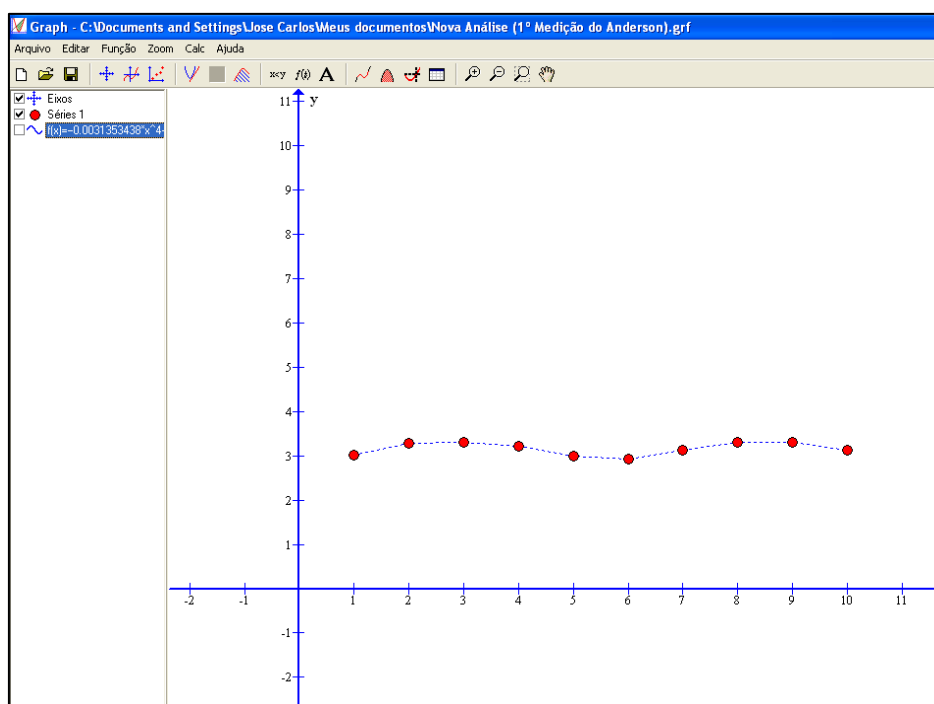 Graph - C:\Documents and Settings\Jose Carlos\Meus documentos\Nova Análise (1º Medição do Anderson).grf
Arquivo Editar Função Zoom Calc Ajuda
Eixos
Séries 1
f(x)=-0.0031353438*x^4-
y
11
10
9
8
7
6
5
4
3
2
1
-2 -1 1 2 3 4 5 6 7 8 9 10 11
-1
-2